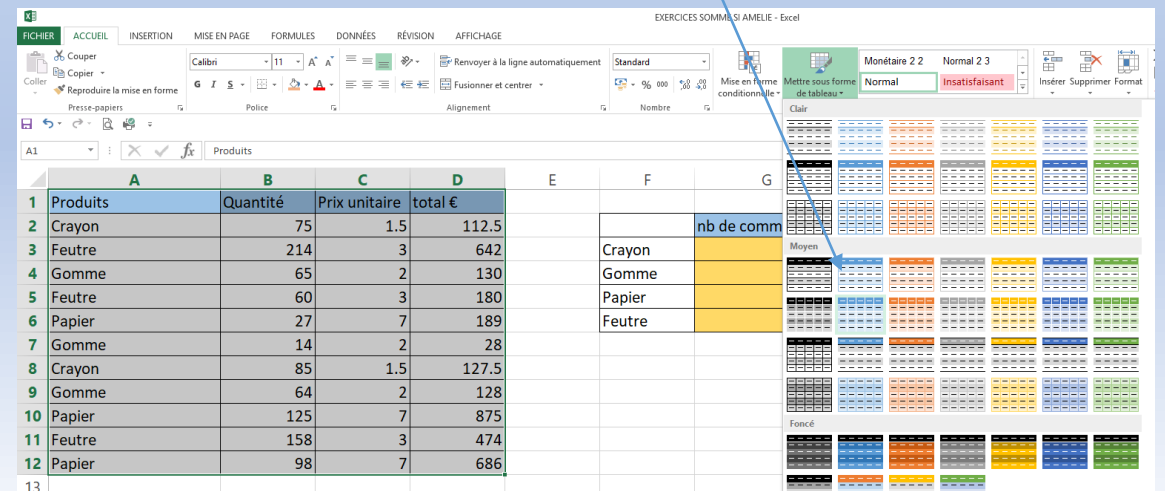 EXERCICES SOMME SI AMELIE - Excel
FICHIER ACCUEIL INSERTION MISE EN PAGE FORMULES DONNÉES RÉVISION AFFICHAGE
Coller
Couper
Copier
Reproduire la mise en forme
Presse-papiers
Calibri 11 A A
G I S A
Police
Renvoyer à la ligne automatiquement
Fusionner et centrer
Alignement
Standard
% 000
Nombre
Mise en forme conditionnelle
Mettre sous forme de tableau
Monétaire 2 2 Normal 2 3
Normal Insatisfaisant
Insérer Supprimer Format
A1 fx Produits
A B C D E F G
1 Produits Quantité Prix unitaire total €
2 Crayon 75 1.5 112.5 nb de comm
3 Feutre 214 3 642 Crayon
4 Gomme 65 2 130 Gomme
5 Feutre 60 3 180 Papier
6 Papier 27 7 189 Feutre
7 Gomme 14 2 28
8 Crayon 85 1.5 127.5
9 Gomme 64 2 128
10 Papier 125 7 875
11 Feutre 158 3 474
12 Papier 98 7 686
13
Clair
Moyen
Foncé